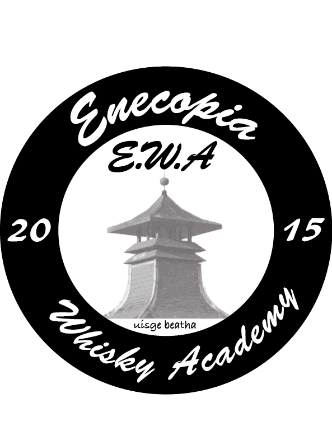 Enecopia
E.W.A
20 15
uisge beatha
Whisky Academy